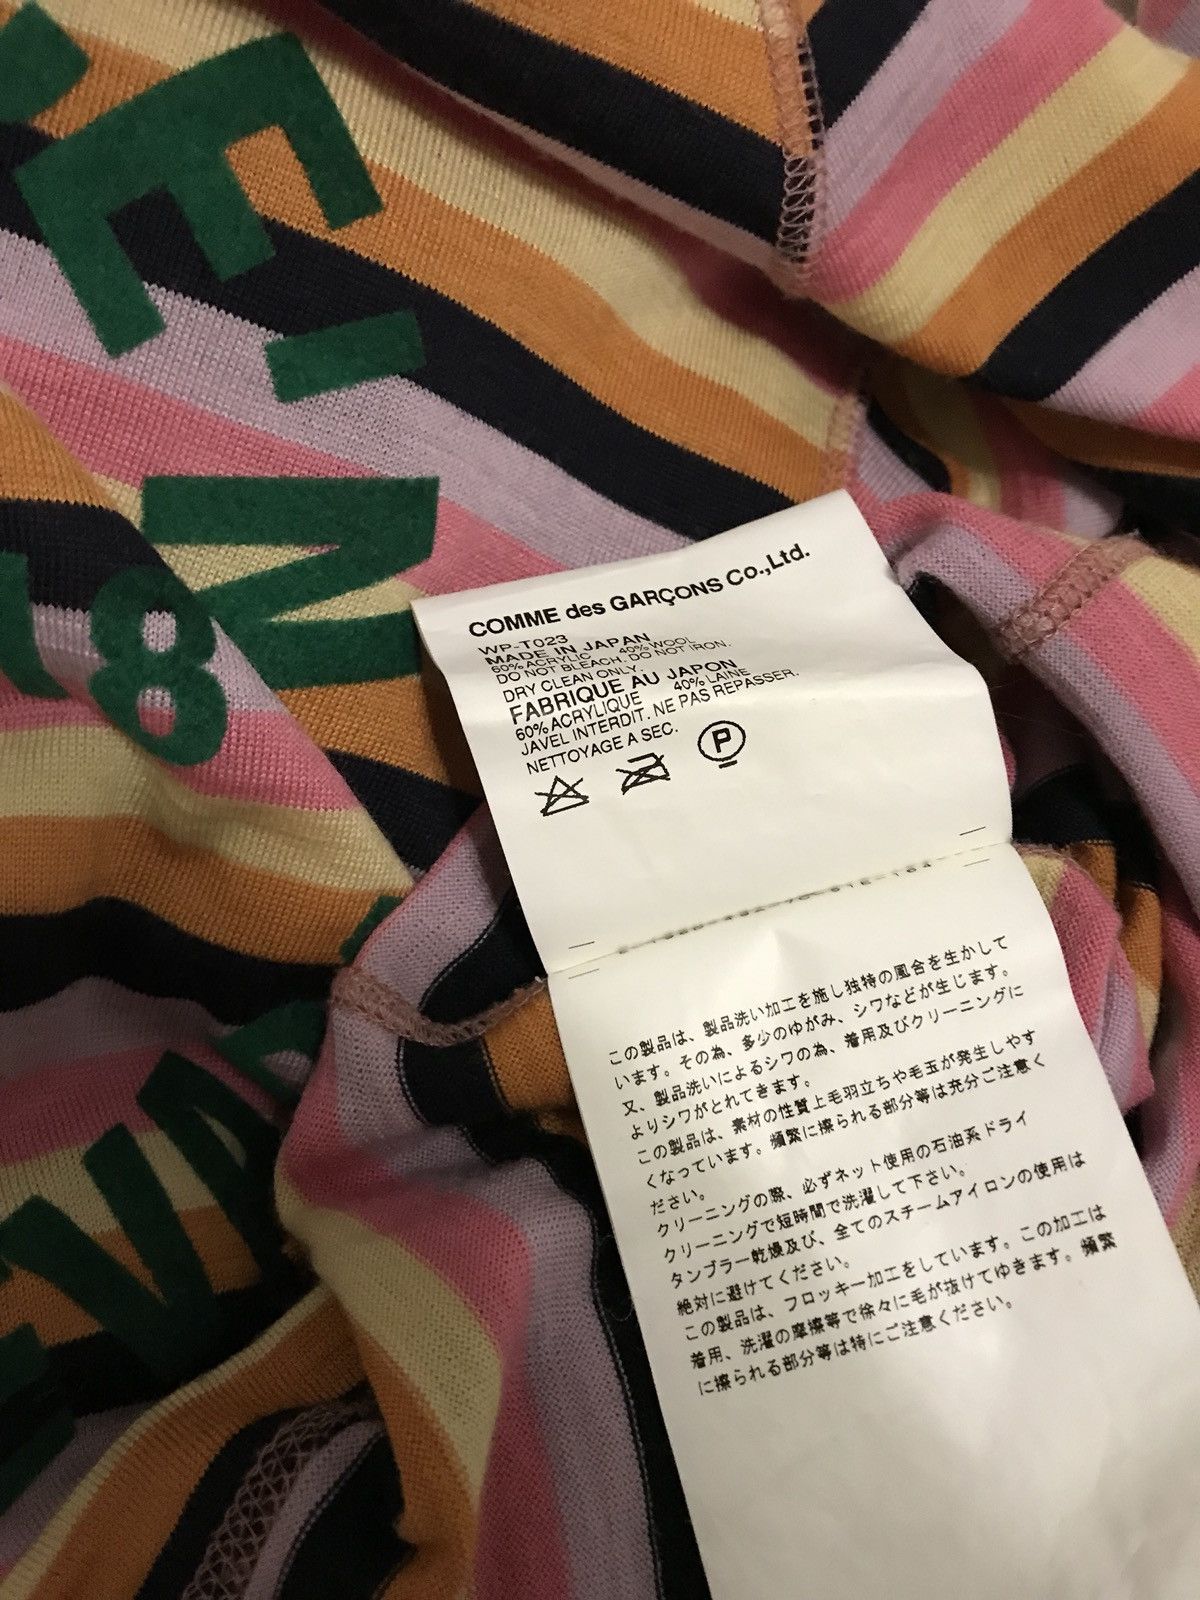 COMME des GARÇONS Co.,Ltd.
WP-T023
MADE IN JAPAN
60% ACRYLIC 40% WOOL
DO NOT BLEACH. DO NOT IRON.
DRY CLEAN ONLY.
FABRIQUE AU JAPON
60% ACRYLIQUE 40% LAINE
JAVEL INTERDIT. NE PAS REPASSER.
NETTOYAGE A SEC.
P
この製品は、製品洗い加工を施し独特の風合を生かして
います。その為、多少のゆがみ、シワなどが生じます。
又、製品洗いによるシワの為、着用及びクリーニングに
よりシワがとれてきます。
この製品は、素材の性質上毛羽立ちや毛玉が発生しやす
くなっています。頻繁に擦られる部分等は充分ご注意く
ださい。
クリーニングの際、必ずネット使用の石油系ドライ
クリーニングで短時間で洗濯して下さい。
タンブラー乾燥及び、全てのスチームアイロンの使用は
絶対に避けてください。
この製品は、フロッキー加工をしています。この加工は
着用、洗濯の摩擦等で徐々に毛が抜けてゆきます。頻繁
に擦られる部分等は特にご注意ください。
E
N
8